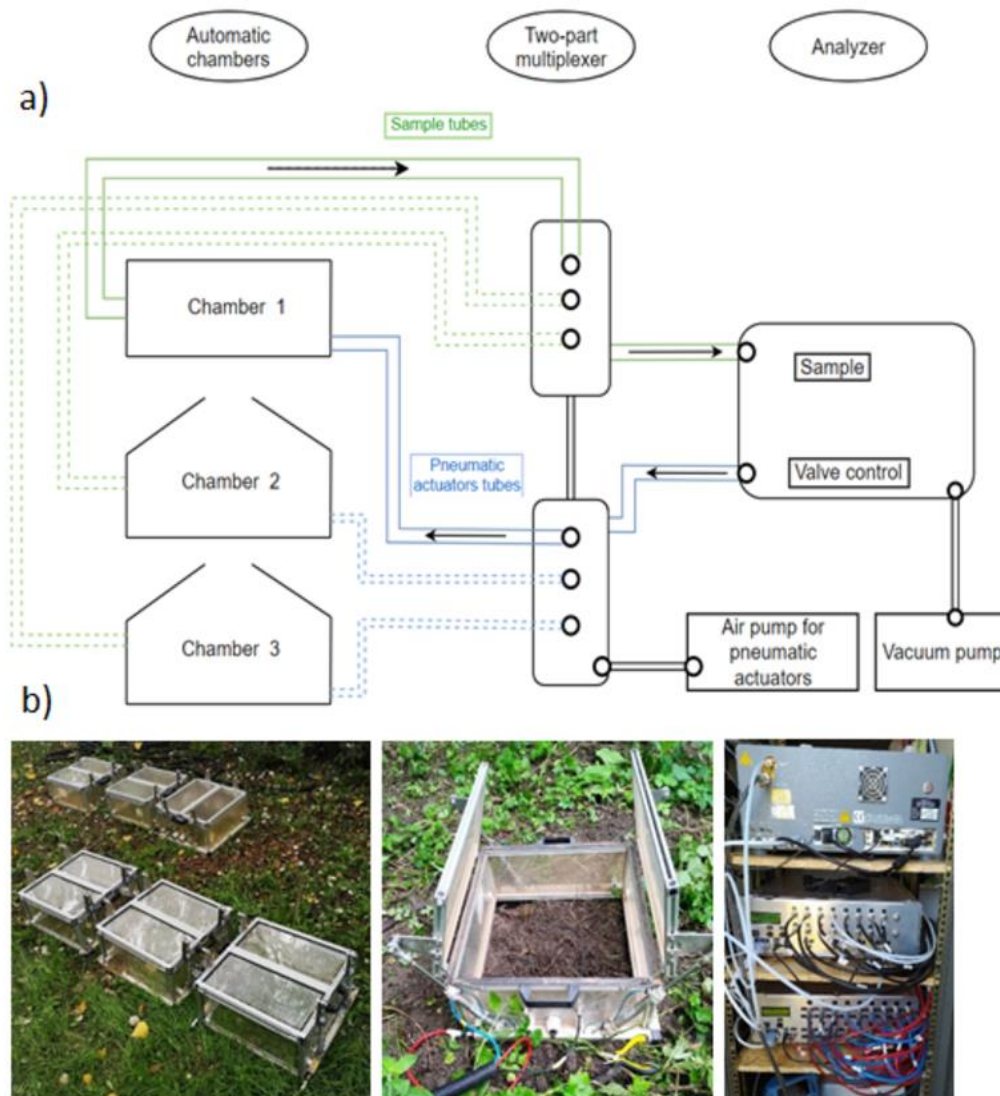 Automatic
chambers
Two-part
multiplexer
Analyzer
a)
Sample tubes
Chamber 1
Sample
Chamber 2
Pneumatic
actuators tubes
Valve control
Chamber 3
Air pump for
pneumatic
actuators
Vacuum pump
b)